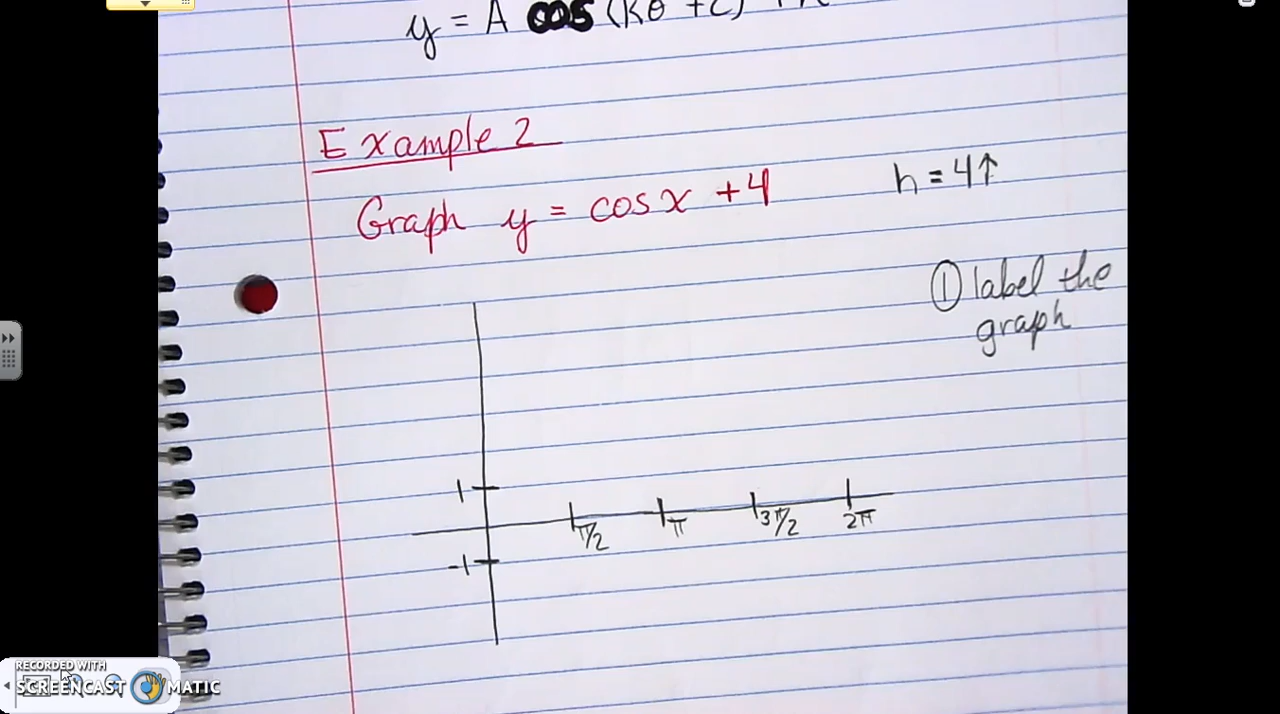 y = A cos (kθ + c) + h
Example 2
Graph y = cos x + 4
h = 4↑
① label the
graph
1
-1
π/2
π
3π/2
2π
RECORDED WITH
SCREENCAST MATIC